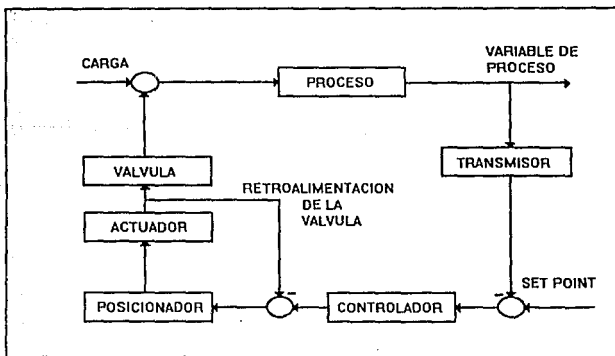 CARGA
VARIABLE DE
PROCESO
PROCESO
VALVULA
TRANSMISOR
RETROALIMENTACION
DE LA
VALVULA
ACTUADOR
SET POINT
POSICIONADOR
-
CONTROLADOR
-